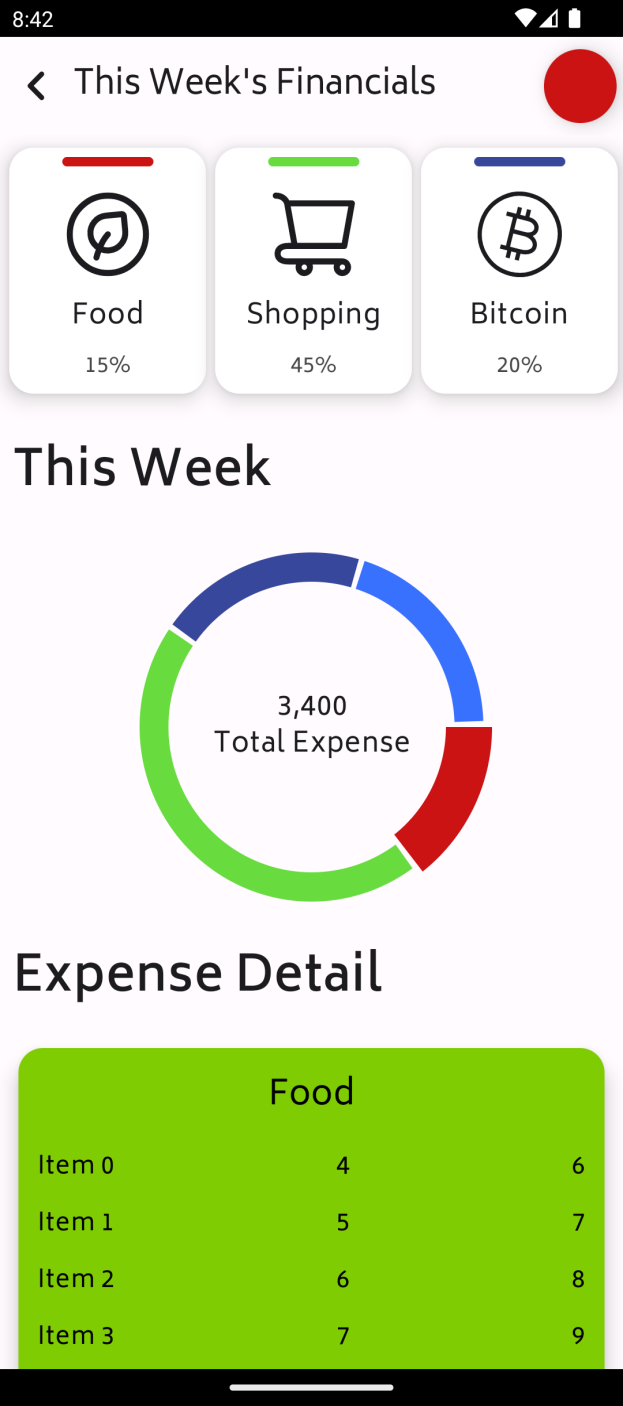 8:42
This Week's Financials
Food
Shopping
Bitcoin
15%
45%
20%
This Week
3,400
Total Expense
Expense Detail
Food
Item 0 4 6
Item 1 5 7
Item 2 6 8
Item 3 7 9